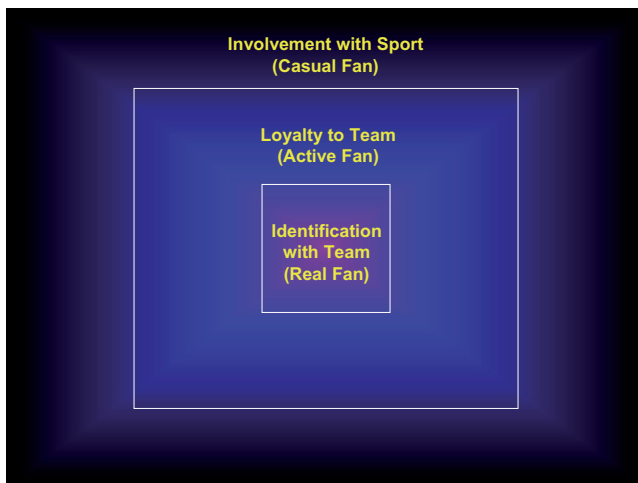 Involvement with Sport
(Casual Fan)
Loyalty to Team
(Active Fan)
Identification
with Team
(Real Fan)